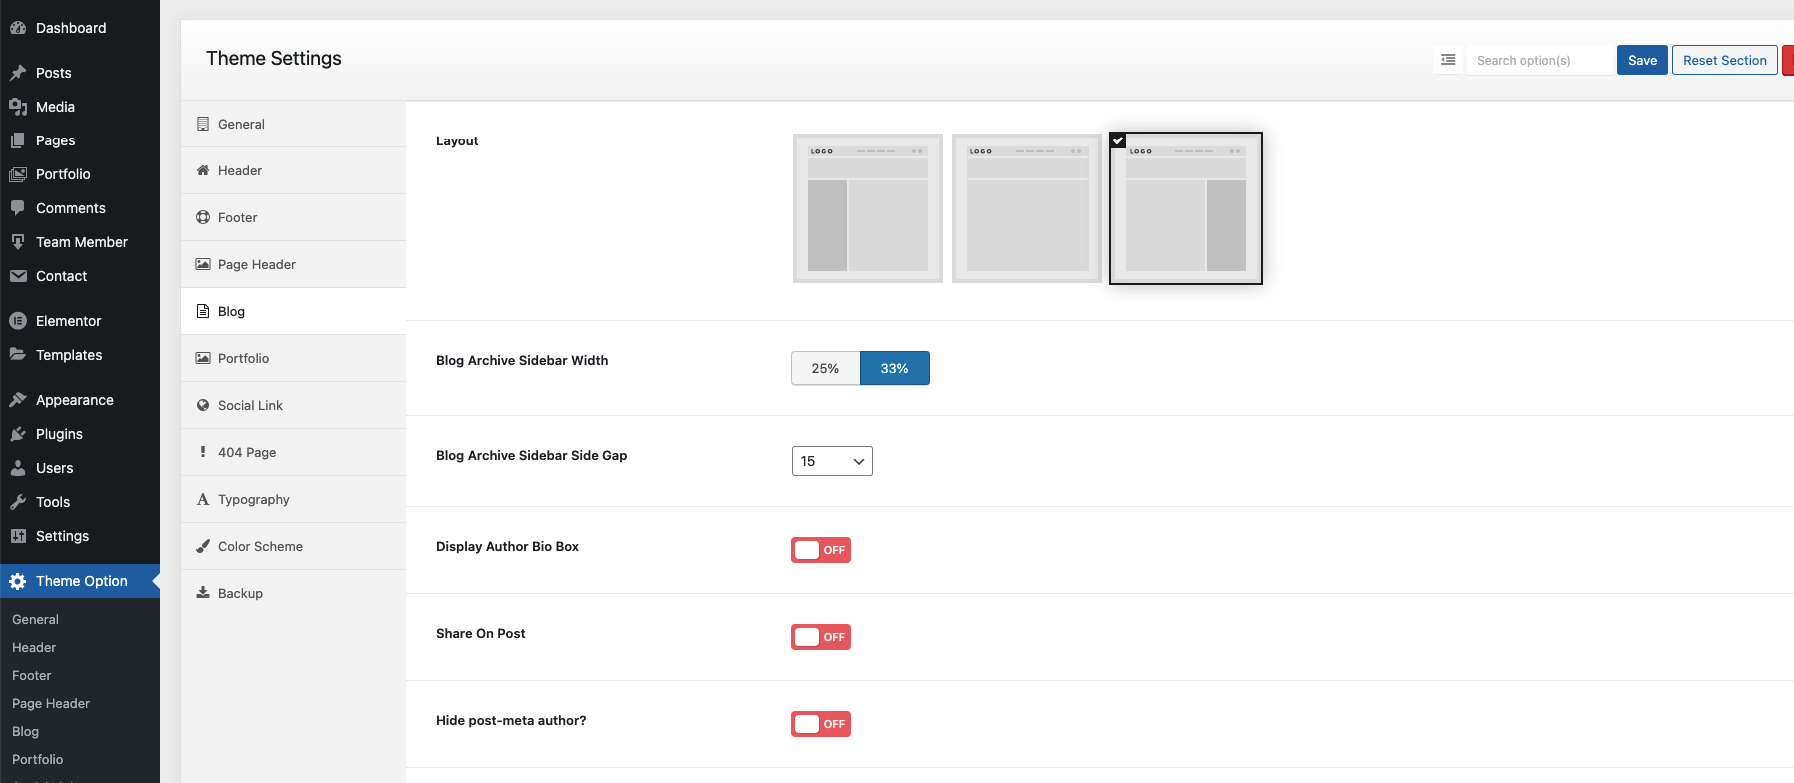 Dashboard
Posts
Media
Pages
Portfolio
Comments
Team Member
Contact
Elementor
Templates
Appearance
Plugins
Users
Tools
Settings
Theme Option
General
Header
Footer
Page Header
Blog
Portfolio
Theme Settings
Search option(s)
Save
Reset Section
General
Header
Footer
Page Header
Blog
Portfolio
Social Link
404 Page
Typography
Color Scheme
Backup
Layout
LOGO
LOGO
LOGO
Blog Archive Sidebar Width
25%
33%
Blog Archive Sidebar Side Gap
15
Display Author Bio Box
OFF
Share On Post
OFF
Hide post-meta author?
OFF